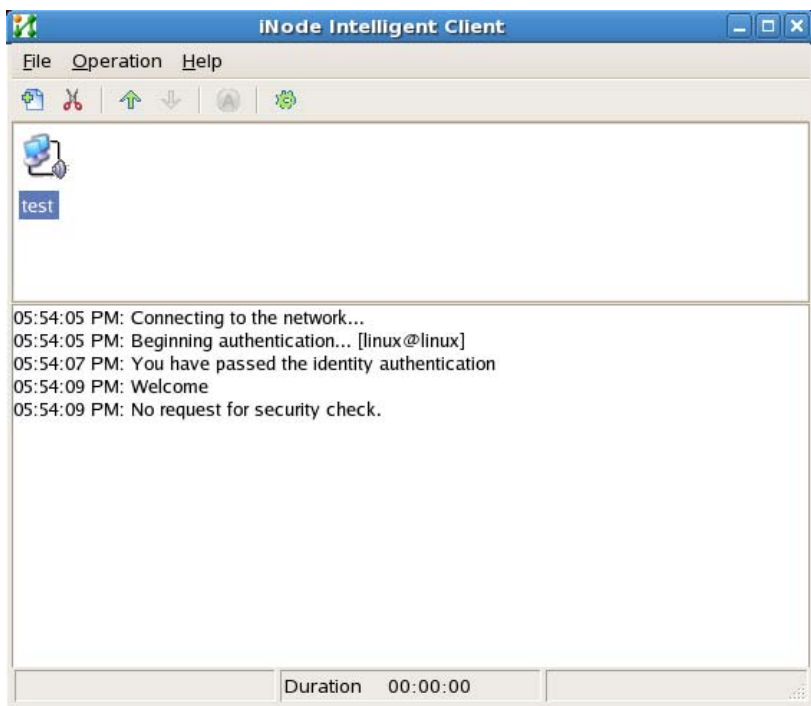 iNode Intelligent Client
File Operation Help
test
05:54:05 PM: Connecting to the network...
05:54:05 PM: Beginning authentication... [linux@linux]
05:54:07 PM: You have passed the identity authentication
05:54:09 PM: Welcome
05:54:09 PM: No request for security check.
Duration 00:00:00